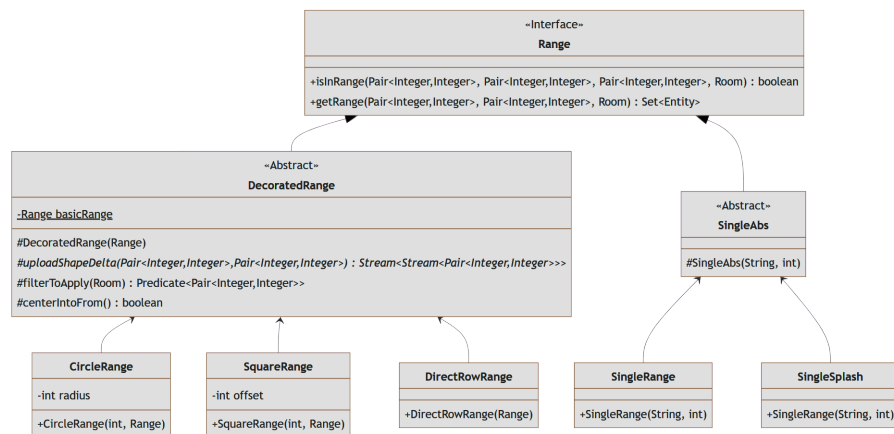 «Interface»
Range
+isInRange(Pair<Integer,Integer>, Pair<Integer,Integer>, Pair<Integer,Integer>, Room) : boolean
+getRange(Pair<Integer,Integer>, Pair<Integer,Integer>, Room) : Set<Entity>
«Abstract»
DecoratedRange
-Range basicRange
#DecoratedRange(Range)
#uploadShapeDelta(Pair<Integer,Integer>,Pair<Integer,Integer>) : Stream<Stream<Pair<Integer,Integer>>>
#filterToApply(Room) : Predicate<Pair<Integer,Integer>>
#centerIntoFrom() : boolean
«Abstract»
SingleAbs
#SingleAbs(String, int)
CircleRange
-int radius
+CircleRange(int, Range)
SquareRange
-int offset
+SquareRange(int, Range)
DirectRowRange
+DirectRowRange(Range)
SingleRange
+SingleRange(String, int)
SingleSplash
+SingleRange(String, int)